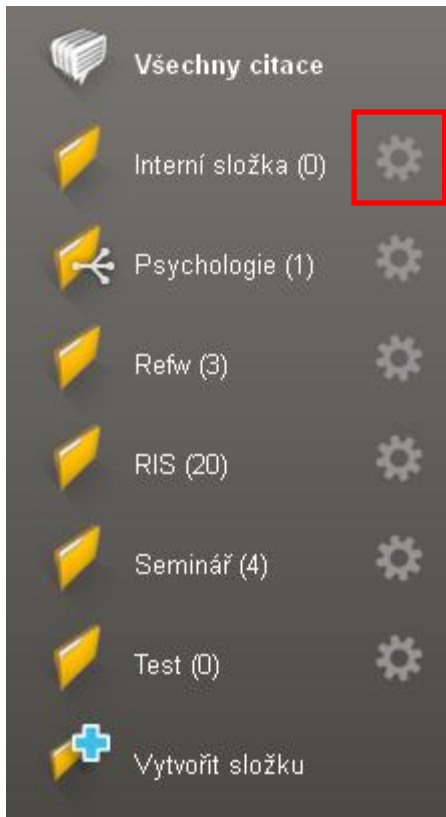 Všechny citace
Interní složka (0)
Psychologie (1)
Refw (3)
RIS (20)
Seminář (4)
Test (0)
Vytvořit složku